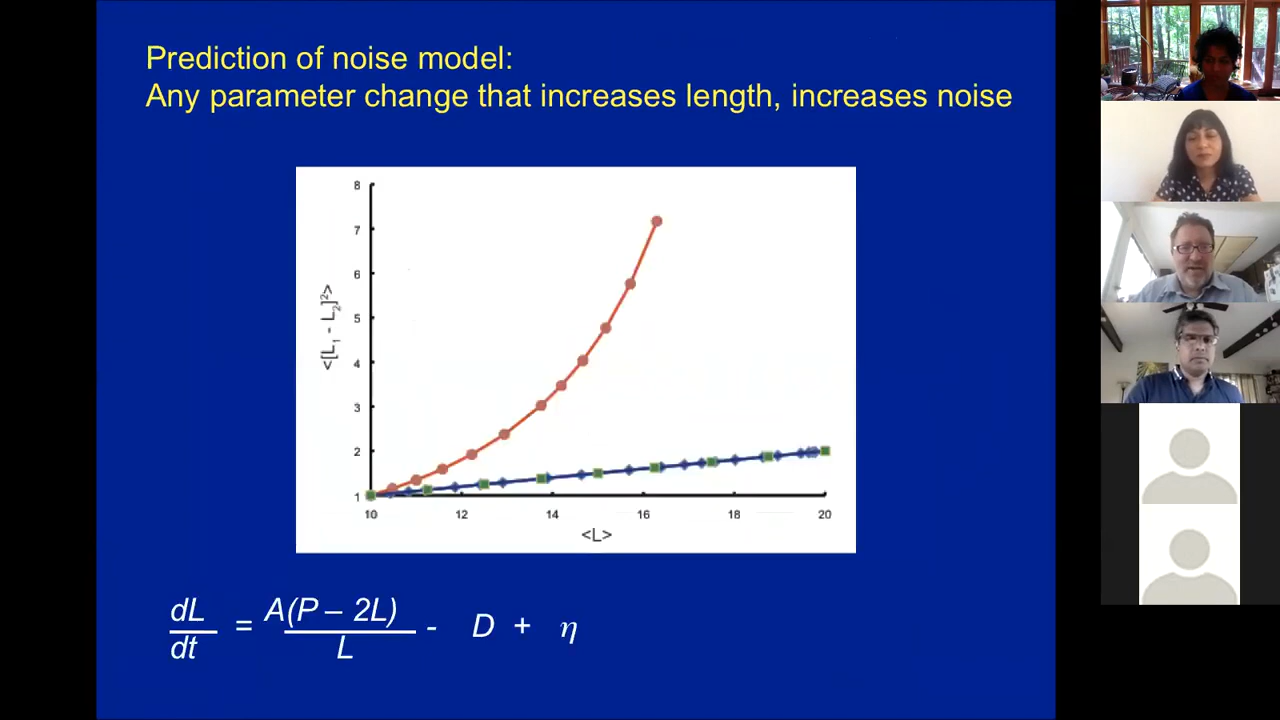 Prediction of noise model:
Any parameter change that increases length, increases noise
8
7
6
5
4
3
2
1
<[L₁ - L₂]²>
10 12 14 16 18 20
<L>
dL/dt = A(P – 2L)/L - D + η